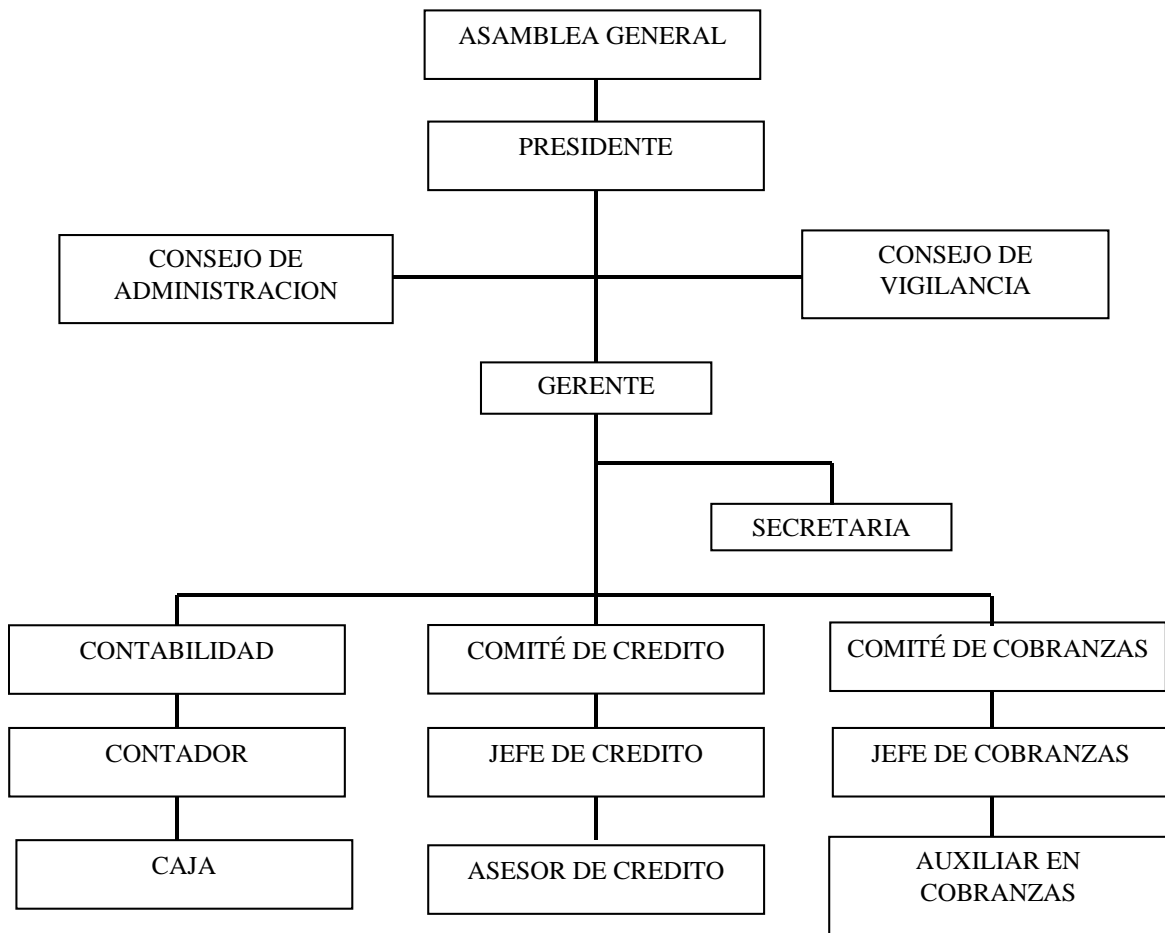 ASAMBLEA GENERAL
PRESIDENTE
CONSEJO DE
ADMINISTRACION
CONSEJO DE
VIGILANCIA
GERENTE
SECRETARIA
CONTABILIDAD
COMITÉ DE CREDITO
COMITÉ DE COBRANZAS
CONTADOR
JEFE DE CREDITO
JEFE DE COBRANZAS
CAJA
ASESOR DE CREDITO
AUXILIAR EN
COBRANZAS